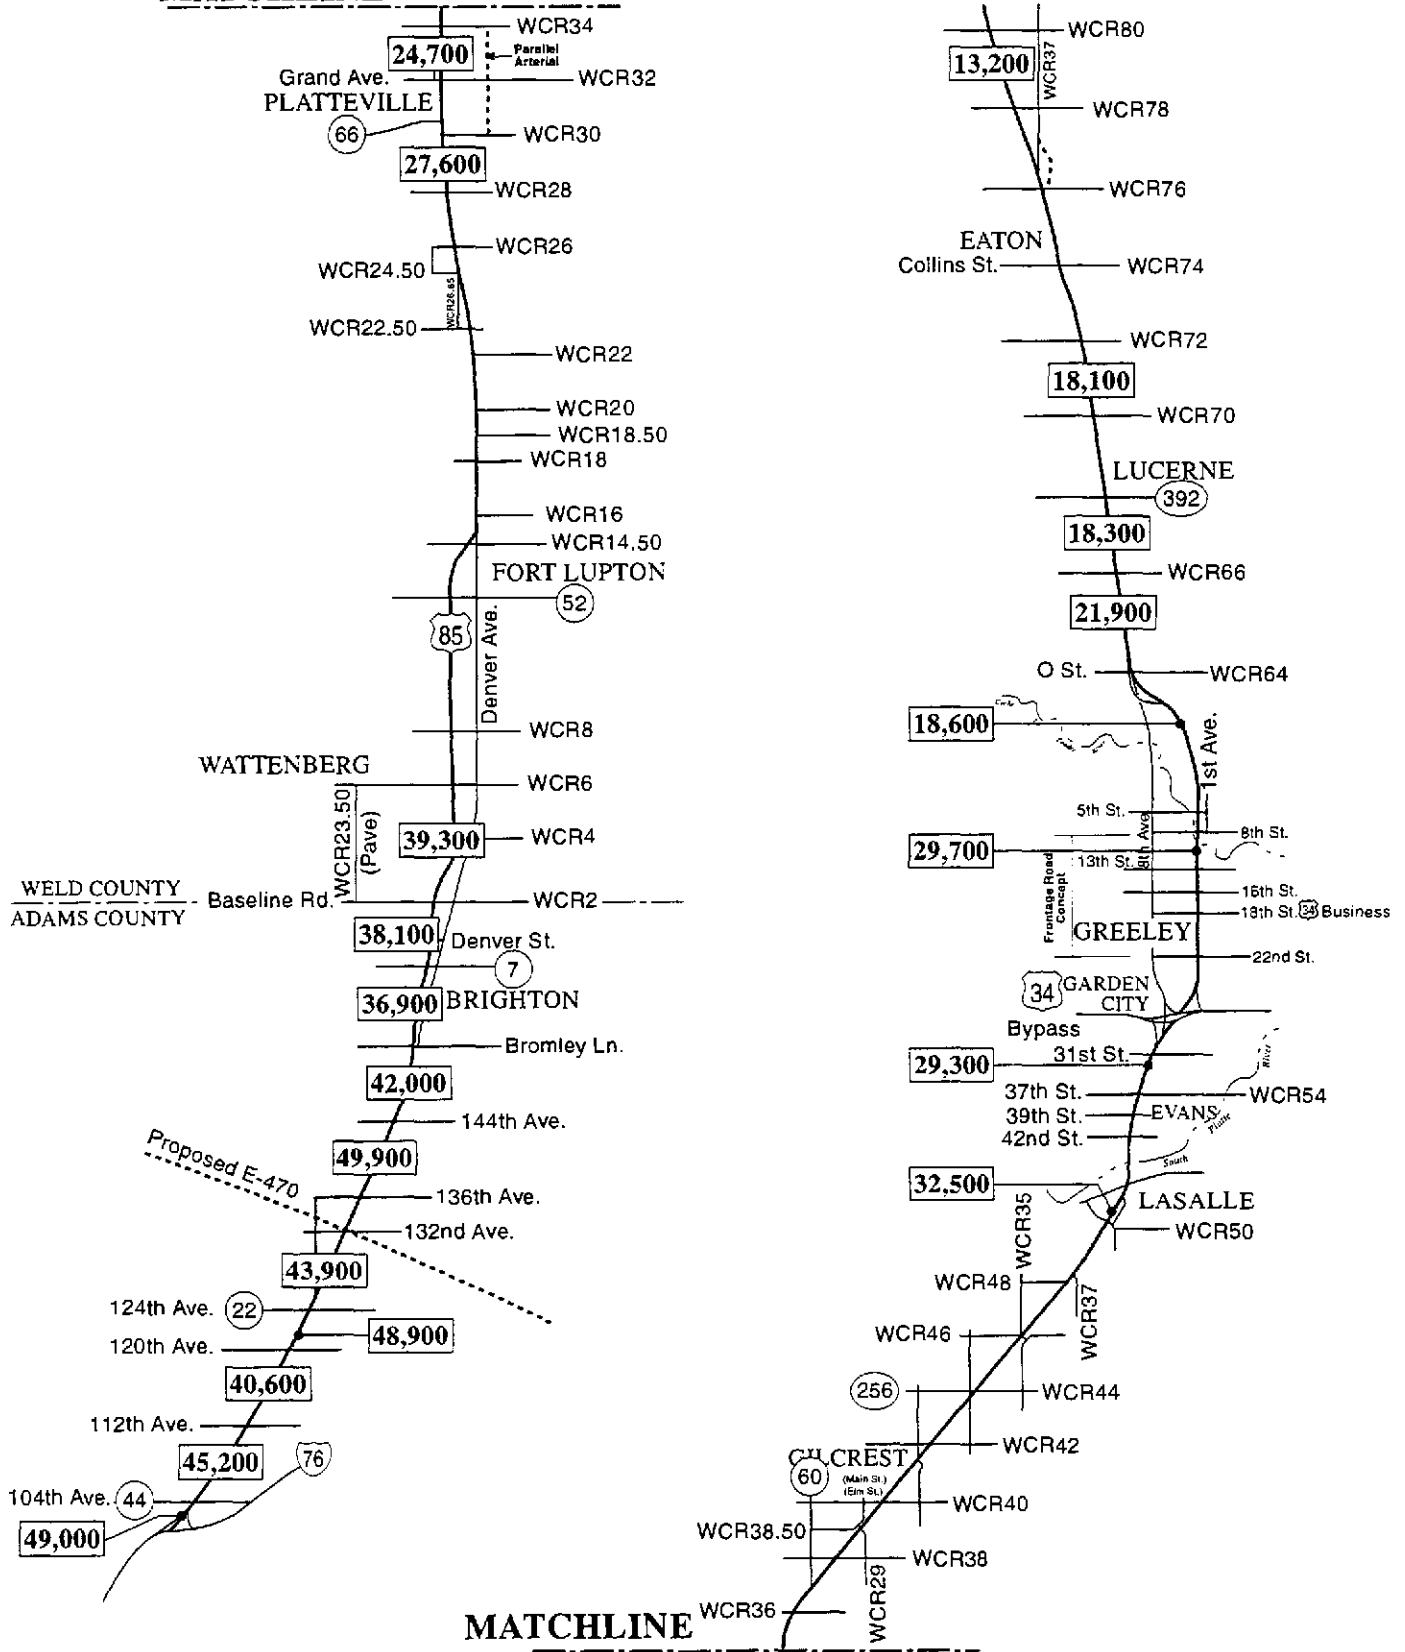 WCR34
24,700
Parallel
Arterial
Grand Ave.
WCR32
PLATTEVILLE
66
WCR30
27,600
WCR28
WCR26
WCR24.50
WCR26.85
WCR22.50
WCR22
WCR20
WCR18.50
WCR18
WCR16
WCR14.50
FORT LUPTON
52
85
Denver Ave.
WCR8
WATTENBERG
WCR6
WCR23.50
(Pave)
39,300
WCR4
WELD COUNTY
ADAMS COUNTY
Baseline Rd.
WCR2
38,100
Denver St.
7
36,900
BRIGHTON
Bromley Ln.
42,000
144th Ave.
49,900
Proposed E-470
136th Ave.
132nd Ave.
43,900
124th Ave.
22
48,900
120th Ave.
40,600
112th Ave.
45,200
76
104th Ave.
44
49,000
MATCHLINE
WCR80
WCR37
13,200
WCR78
WCR76
EATON
Collins St.
WCR74
WCR72
18,100
WCR70
LUCERNE
392
18,300
WCR66
21,900
O St.
WCR64
18,600
1st Ave.
5th St.
8th Ave.
8th St.
29,700
13th St.
Frontage Road
Concept
16th St.
18th St.
34
Business
GREELEY
22nd St.
34
GARDEN
CITY
Bypass
31st St.
River
29,300
37th St.
WCR54
39th St.
EVANS
Platte
42nd St.
South
32,500
LASALLE
WCR35
WCR50
WCR48
WCR37
WCR46
256
WCR44
WCR42
GILCREST
60
(Main St.)
(Elm St.)
WCR40
WCR38.50
WCR38
WCR29
WCR36